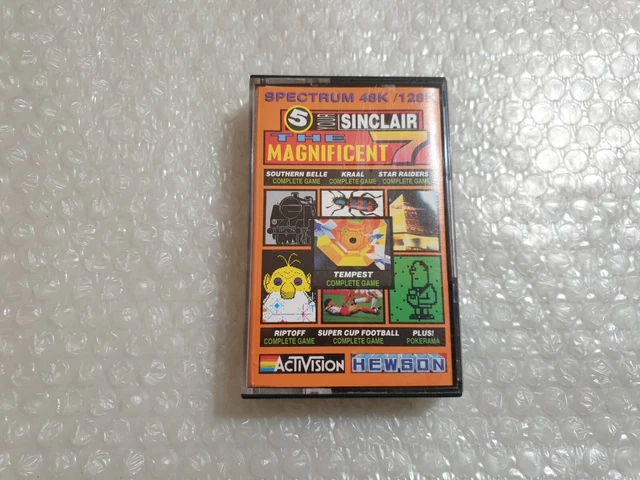 SPECTRUM 48K / 128K
5 YOUR SINCLAIR
THE
MAGNIFICENT 7
SOUTHERN BELLE KRAAL STAR RAIDERS
COMPLETE GAME COMPLETE GAME COMPLETE GAME
TEMPEST
COMPLETE GAME
RIPTOFF SUPER CUP FOOTBALL PLUS!
COMPLETE GAME COMPLETE GAME POKERAMA
ACTIVISION HEWSON